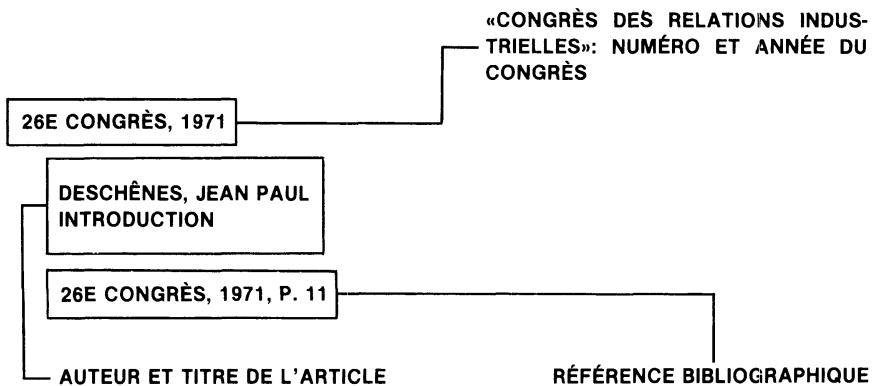 «CONGRÈS DES RELATIONS INDUS-
TRIELLES»: NUMÉRO ET ANNÉE DU
CONGRÈS
26E CONGRÈS, 1971
DESCHÊNES, JEAN PAUL
INTRODUCTION
26E CONGRÈS, 1971, P. 11
AUTEUR ET TITRE DE L'ARTICLE
RÉFÉRENCE BIBLIOGRAPHIQUE